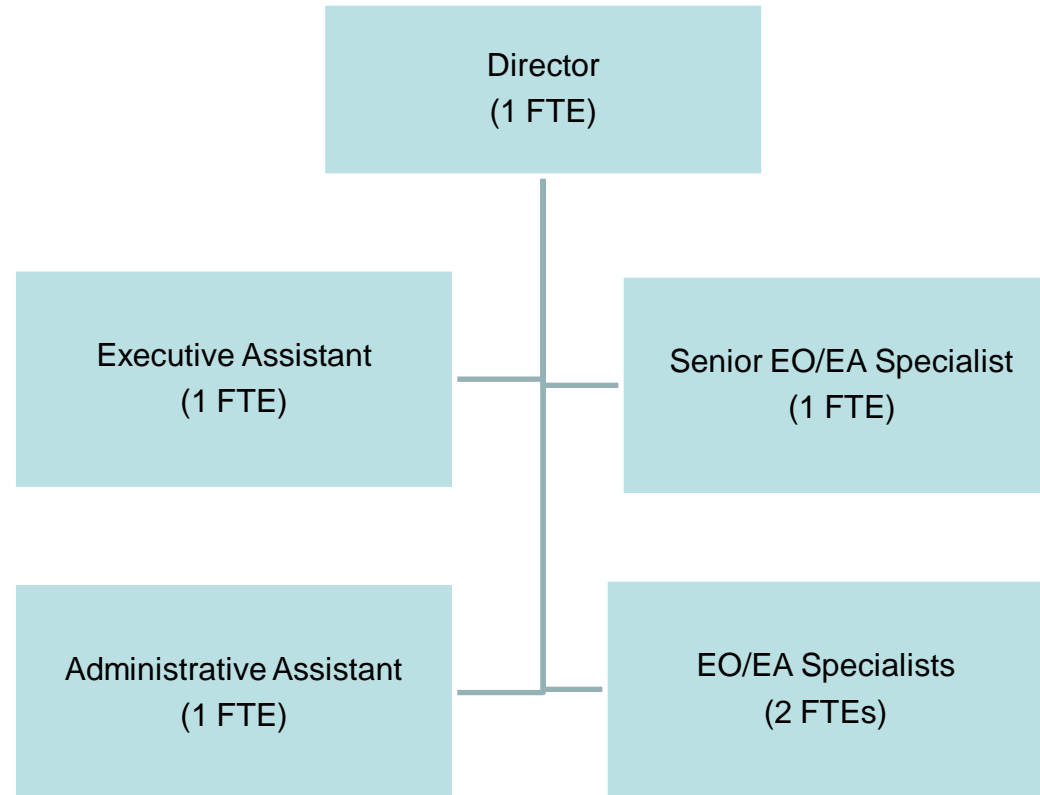 Director
(1 FTE)
Executive Assistant
(1 FTE)
Senior EO/EA Specialist
(1 FTE)
Administrative Assistant
(1 FTE)
EO/EA Specialists
(2 FTEs)